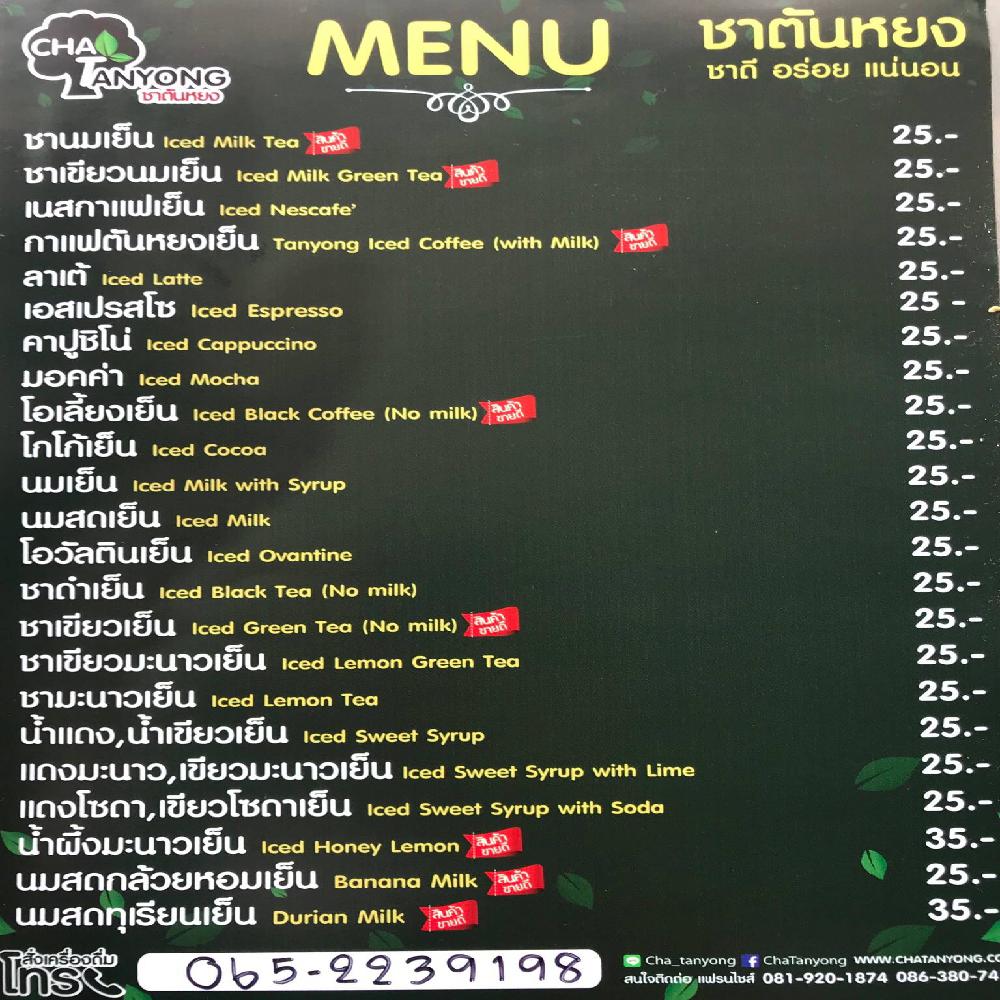 CHA TANYONG ชาตันหยง
MENU
ชาตันหยง
ชาดี อร่อย แน่นอน
ชานมเย็น Iced Milk Tea สินค้าขายดี 25.-
ชาเขียวนมเย็น Iced Milk Green Tea สินค้าขายดี 25.-
เนสกาแฟเย็น Iced Nescafe' 25.-
กาแฟตันหยงเย็น Tanyong Iced Coffee (with Milk) สินค้าขายดี 25.-
ลาเต้ Iced Latte 25.-
เอสเปรสโซ Iced Espresso 25 -
คาปูชิโน่ Iced Cappuccino 25.-
มอคค่า Iced Mocha 25.-
โอเลี้ยงเย็น Iced Black Coffee (No milk) สินค้าขายดี 25.-
โกโก้เย็น Iced Cocoa 25.-
นมเย็น Iced Milk with Syrup 25.-
นมสดเย็น Iced Milk 25.-
โอวัลตินเย็น Iced Ovantine 25.-
ชาดำเย็น Iced Black Tea (No milk) 25.-
ชาเขียวเย็น Iced Green Tea (No milk) สินค้าขายดี 25.-
ชาเขียวมะนาวเย็น Iced Lemon Green Tea 25.-
ชามะนาวเย็น Iced Lemon Tea 25.-
น้ำแดง,น้ำเขียวเย็น Iced Sweet Syrup 25.-
แดงมะนาว,เขียวมะนาวเย็น Iced Sweet Syrup with Lime 25.-
แดงโซดา,เขียวโซดาเย็น Iced Sweet Syrup with Soda 25.-
น้ำผึ้งมะนาวเย็น Iced Honey Lemon สินค้าขายดี 35.-
นมสดกล้วยหอมเย็น Banana Milk สินค้าขายดี 25.-
นมสดทุเรียนเย็น Durian Milk สินค้าขายดี 35.-
สั่งเครื่องดื่ม
โทร 065-2239198
Cha_tanyong ChaTanyong WWW.CHATANYONG.CO
สนใจติดต่อ แฟรนไชส์ 081-920-1874 086-380-74